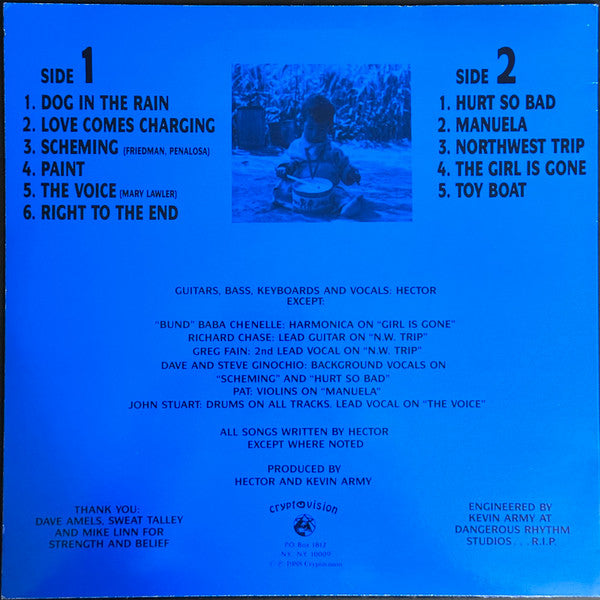 SIDE 1
1. DOG IN THE RAIN
2. LOVE COMES CHARGING
3. SCHEMING (FRIEDMAN, PENALOSA)
4. PAINT
5. THE VOICE (MARY LAWLER)
6. RIGHT TO THE END
SIDE 2
1. HURT SO BAD
2. MANUELA
3. NORTHWEST TRIP
4. THE GIRL IS GONE
5. TOY BOAT
GUITARS, BASS, KEYBOARDS AND VOCALS: HECTOR
EXCEPT:
"BUND" BABA CHENELLE: HARMONICA ON "GIRL IS GONE"
RICHARD CHASE: LEAD GUITAR ON "N.W. TRIP"
GREG FAIN: 2nd LEAD VOCAL ON "N.W. TRIP"
DAVE AND STEVE GINOCHIO: BACKGROUND VOCALS ON
"SCHEMING" AND "HURT SO BAD"
PAT: VIOLINS ON "MANUELA"
JOHN STUART: DRUMS ON ALL TRACKS, LEAD VOCAL ON "THE VOICE"
ALL SONGS WRITTEN BY HECTOR
EXCEPT WHERE NOTED
PRODUCED BY
HECTOR AND KEVIN ARMY
THANK YOU:
DAVE AMELS, SWEAT TALLEY
AND MIKE LINN FOR
STRENGTH AND BELIEF
cryptovision
P.O. Box 1812
N.Y. NY 10009
1988 Cryptovision
ENGINEERED BY
KEVIN ARMY AT
DANGEROUS RHYTHM
STUDIOS . . . R.I.P.